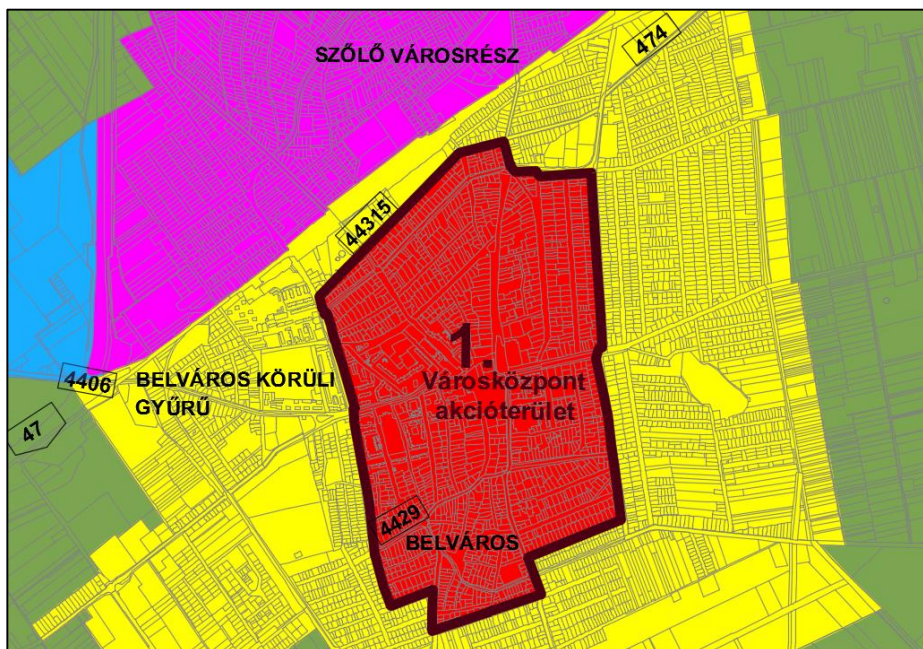 474
SZŐLŐ VÁROSRÉSZ
44315
1.
Városközpont
akcióterület
4406
BELVÁROS KÖRÜLI
GYŰRŰ
47
4429
BELVÁROS